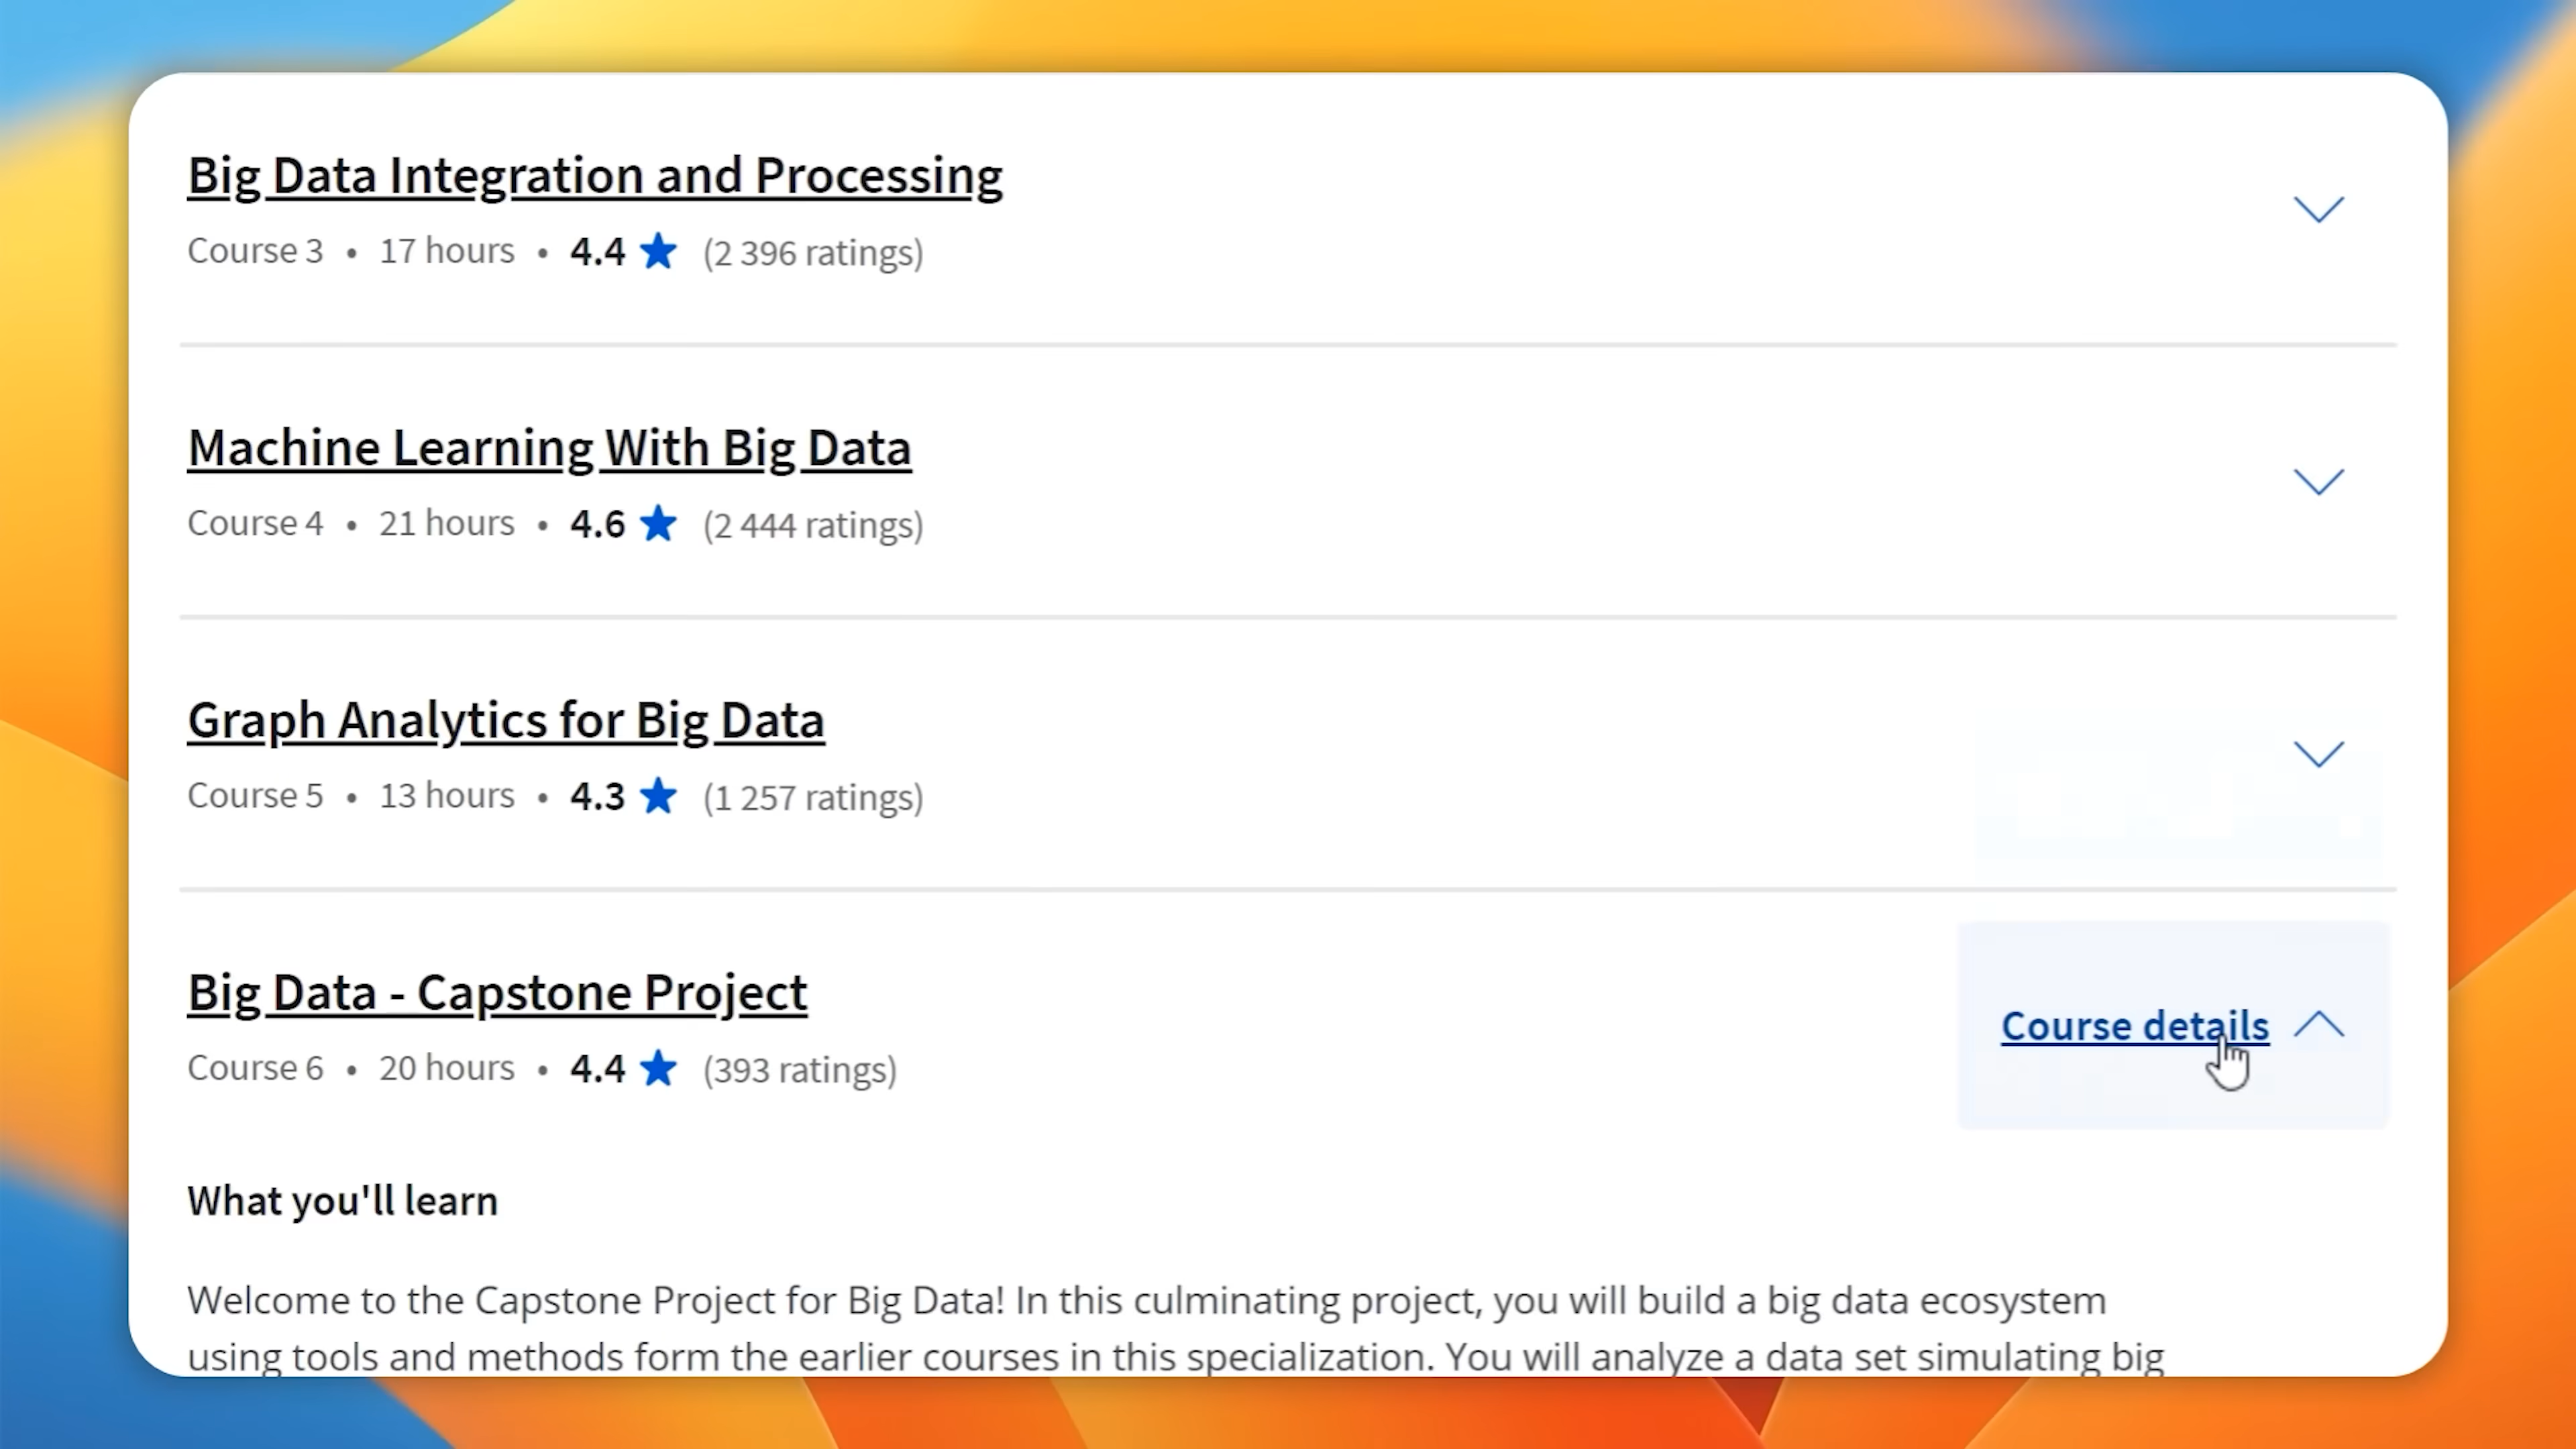 Big Data Integration and Processing
Course 3 • 17 hours • 4.4 ★ (2 396 ratings)
Machine Learning With Big Data
Course 4 • 21 hours • 4.6 ★ (2 444 ratings)
Graph Analytics for Big Data
Course 5 • 13 hours • 4.3 ★ (1 257 ratings)
Big Data - Capstone Project
Course details
Course 6 • 20 hours • 4.4 ★ (393 ratings)
What you'll learn
Welcome to the Capstone Project for Big Data! In this culminating project, you will build a big data ecosystem
using tools and methods form the earlier courses in this specialization. You will analyze a data set simulating big